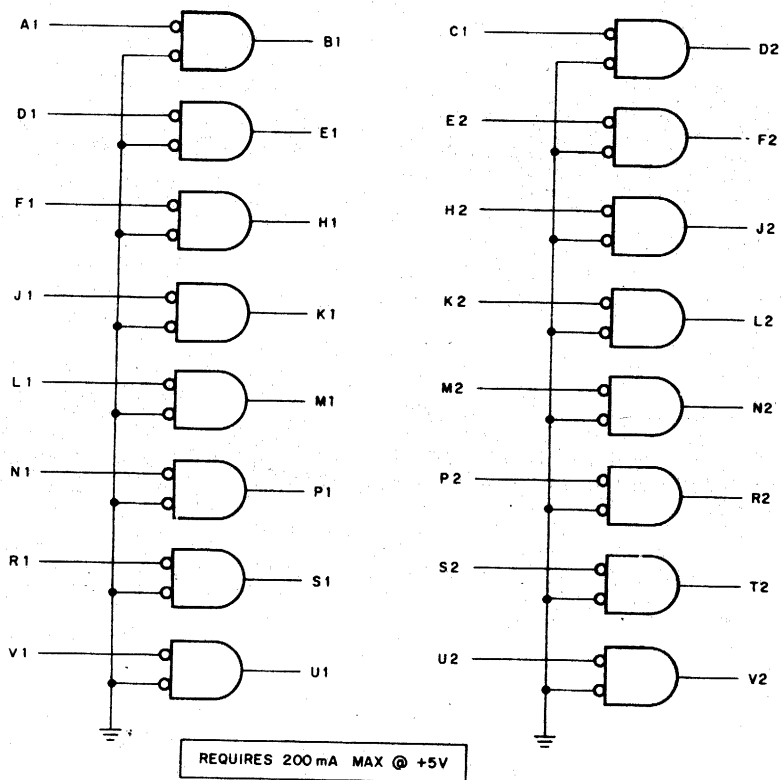 A1
B1
D1
E1
F1
H1
J1
K1
L1
M1
N1
P1
R1
S1
V1
U1
C1
D2
E2
F2
H2
J2
K2
L2
M2
N2
P2
R2
S2
T2
U2
V2
REQUIRES 200 mA MAX @ +5V